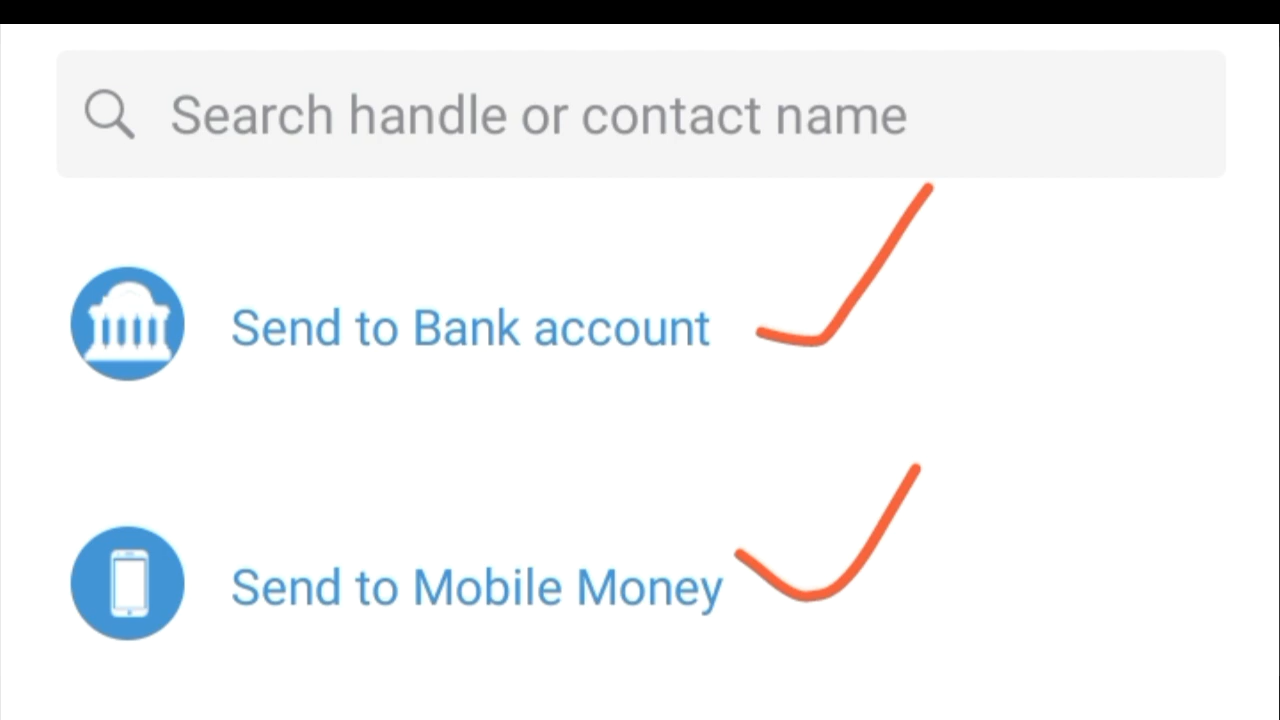 Search handle or contact name
Send to Bank account
Send to Mobile Money